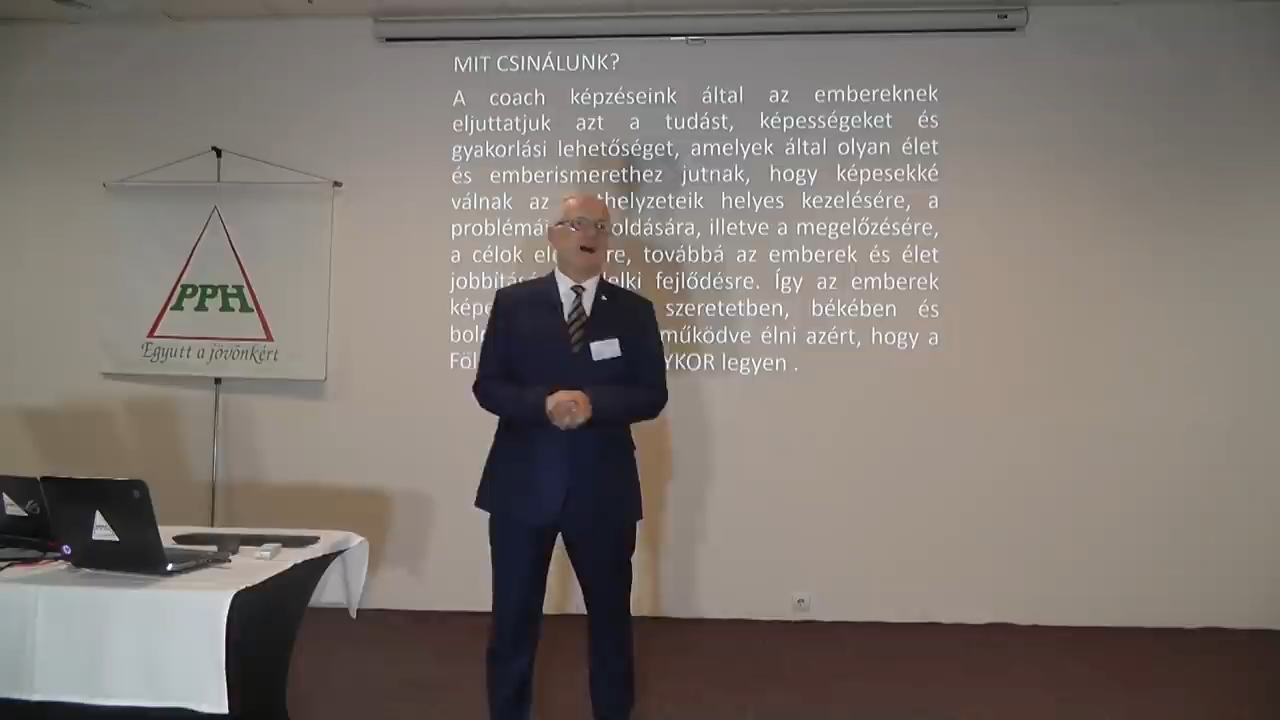 MIT CSINÁLUNK?
A coach képzéseink által az embereknek
eljuttatjuk azt a tudást, képességeket és
gyakorlási lehetőséget, amelyek által olyan élet
és emberismerethez jutnak, hogy képesekké
válnak az helyzeteik helyes kezelésére, a
oldására, illetve a megelőzésére,
a célok továbbá az emberek és élet
fejlődésre. Így az emberek
szeretetben, békében és
működve élni azért, hogy a
legyen .
PPH
Együtt a jövőnkért